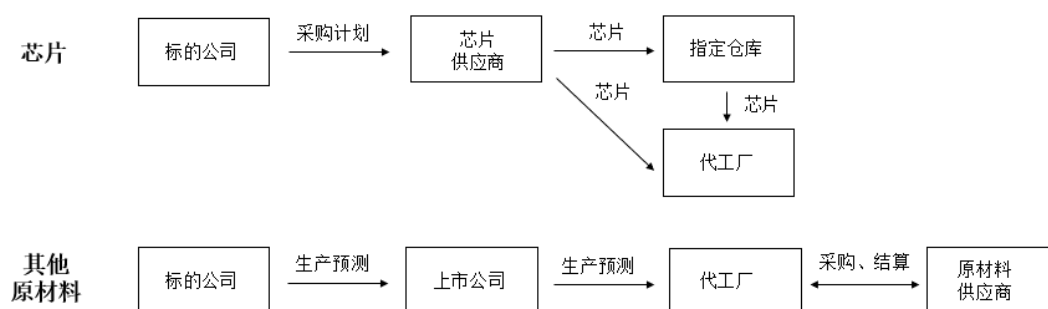 芯片
标的公司
采购计划
芯片
供应商
芯片
指定仓库
芯片
芯片
代工厂
其他
原材料
标的公司
生产预测
上市公司
生产预测
代工厂
采购、结算
原材料
供应商